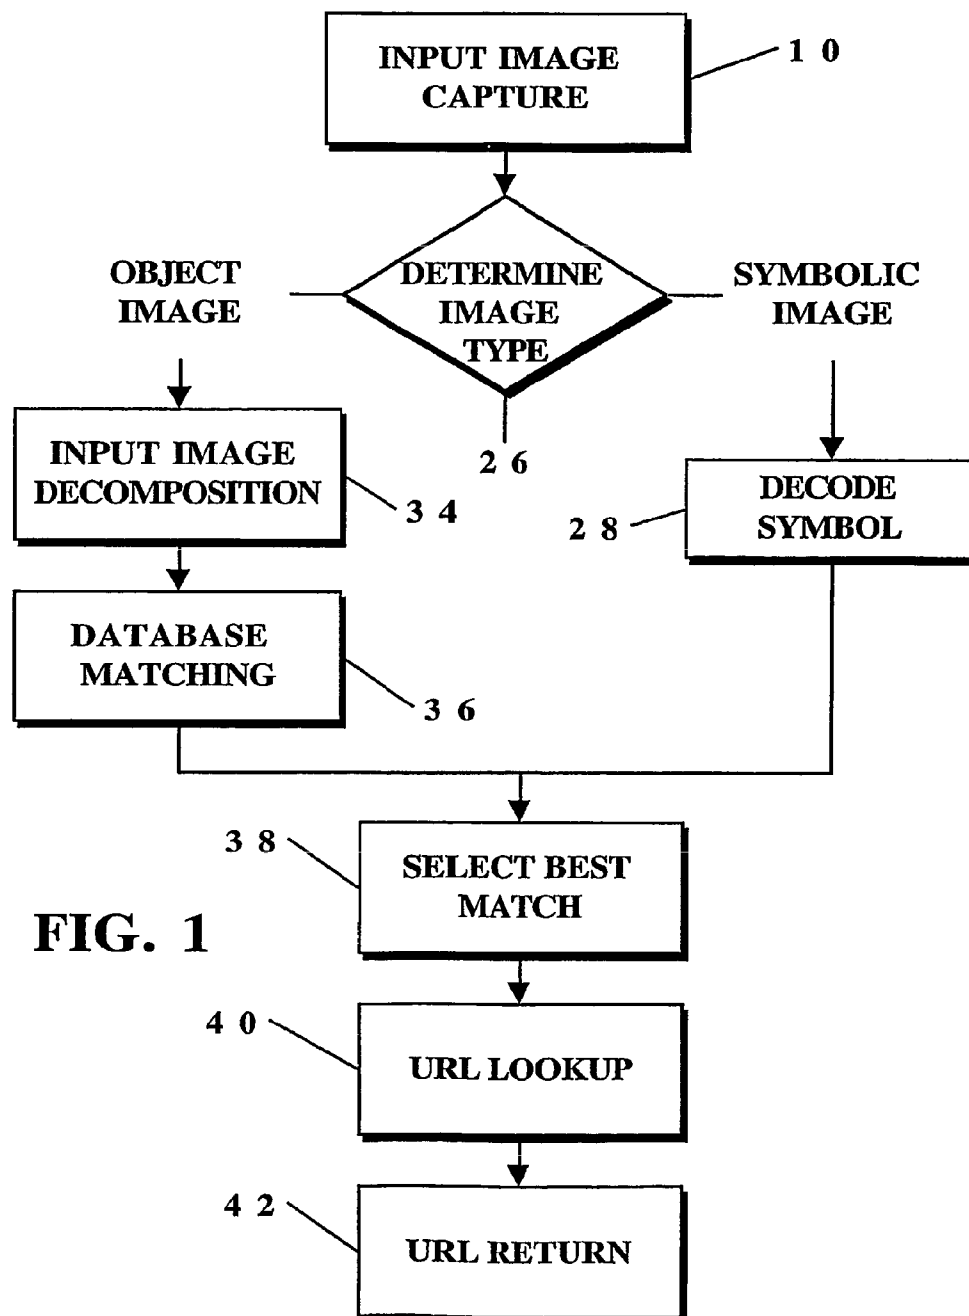 INPUT IMAGE
CAPTURE
10
DETERMINE
IMAGE
TYPE
26
OBJECT
IMAGE
SYMBOLIC
IMAGE
INPUT IMAGE
DECOMPOSITION
34
DECODE
SYMBOL
28
DATABASE
MATCHING
36
38
SELECT BEST
MATCH
FIG. 1
40
URL LOOKUP
42
URL RETURN